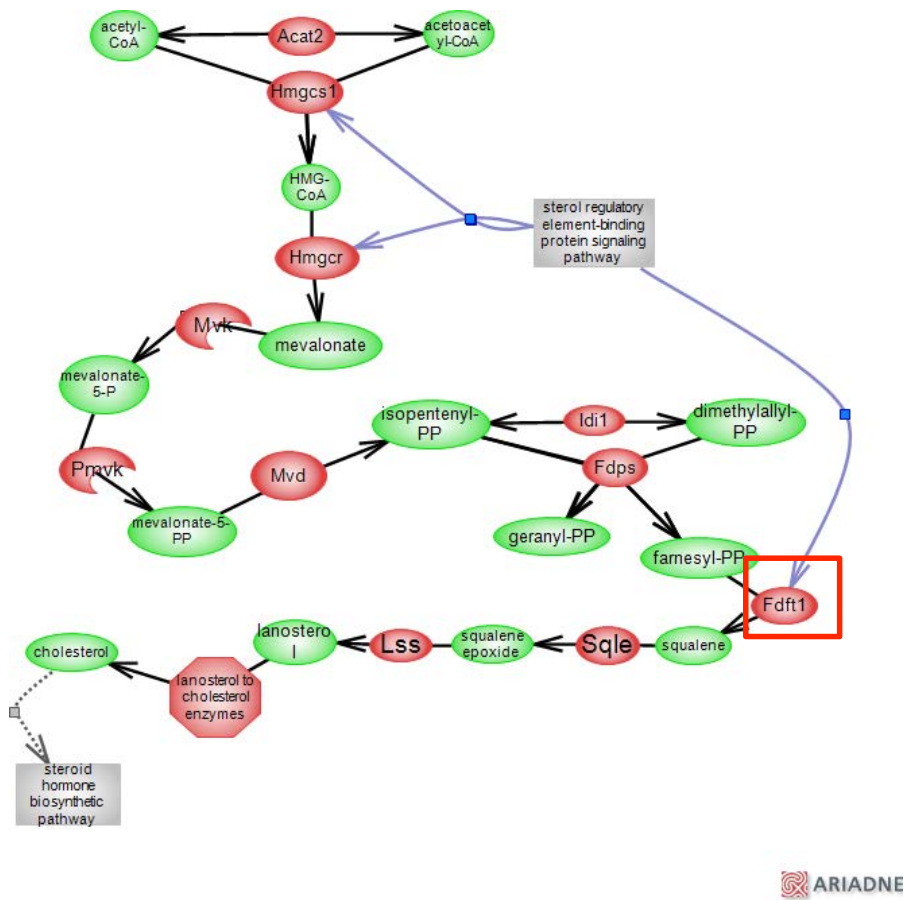 acetyl-
CoA
Acat2
acetoacet
yl-CoA
Hmgcs1
HMG-
CoA
sterol regulatory
element-binding
protein signaling
pathway
Hmgcr
Mvk
mevalonate
mevalonate-
5-P
isopentenyl-
PP
Idi1
dimethylallyl-
PP
Pmvk
Mvd
Fdps
mevalonate-5-
PP
geranyl-PP
farnesyl-PP
Fdft1
cholesterol
lanostero
l
Lss
squalene
epoxide
Sqle
squalene
lanosterol to
cholesterol
enzymes
steroid
hormone
biosynthetic
pathway
ARIADNE